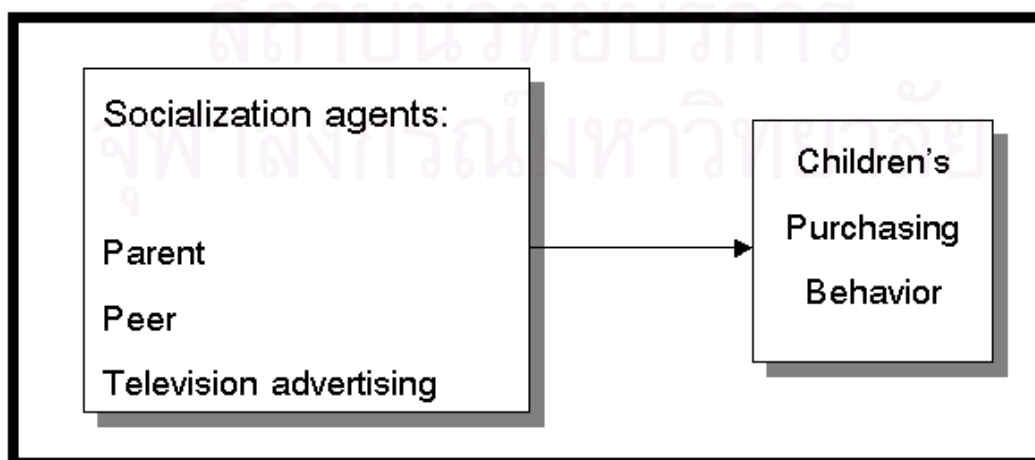 สถาบันวิทยบริการ
จุฬาลงกรณ์มหาวิทยาลัย
Socialization agents:
Parent
Peer
Television advertising
Children's
Purchasing
Behavior